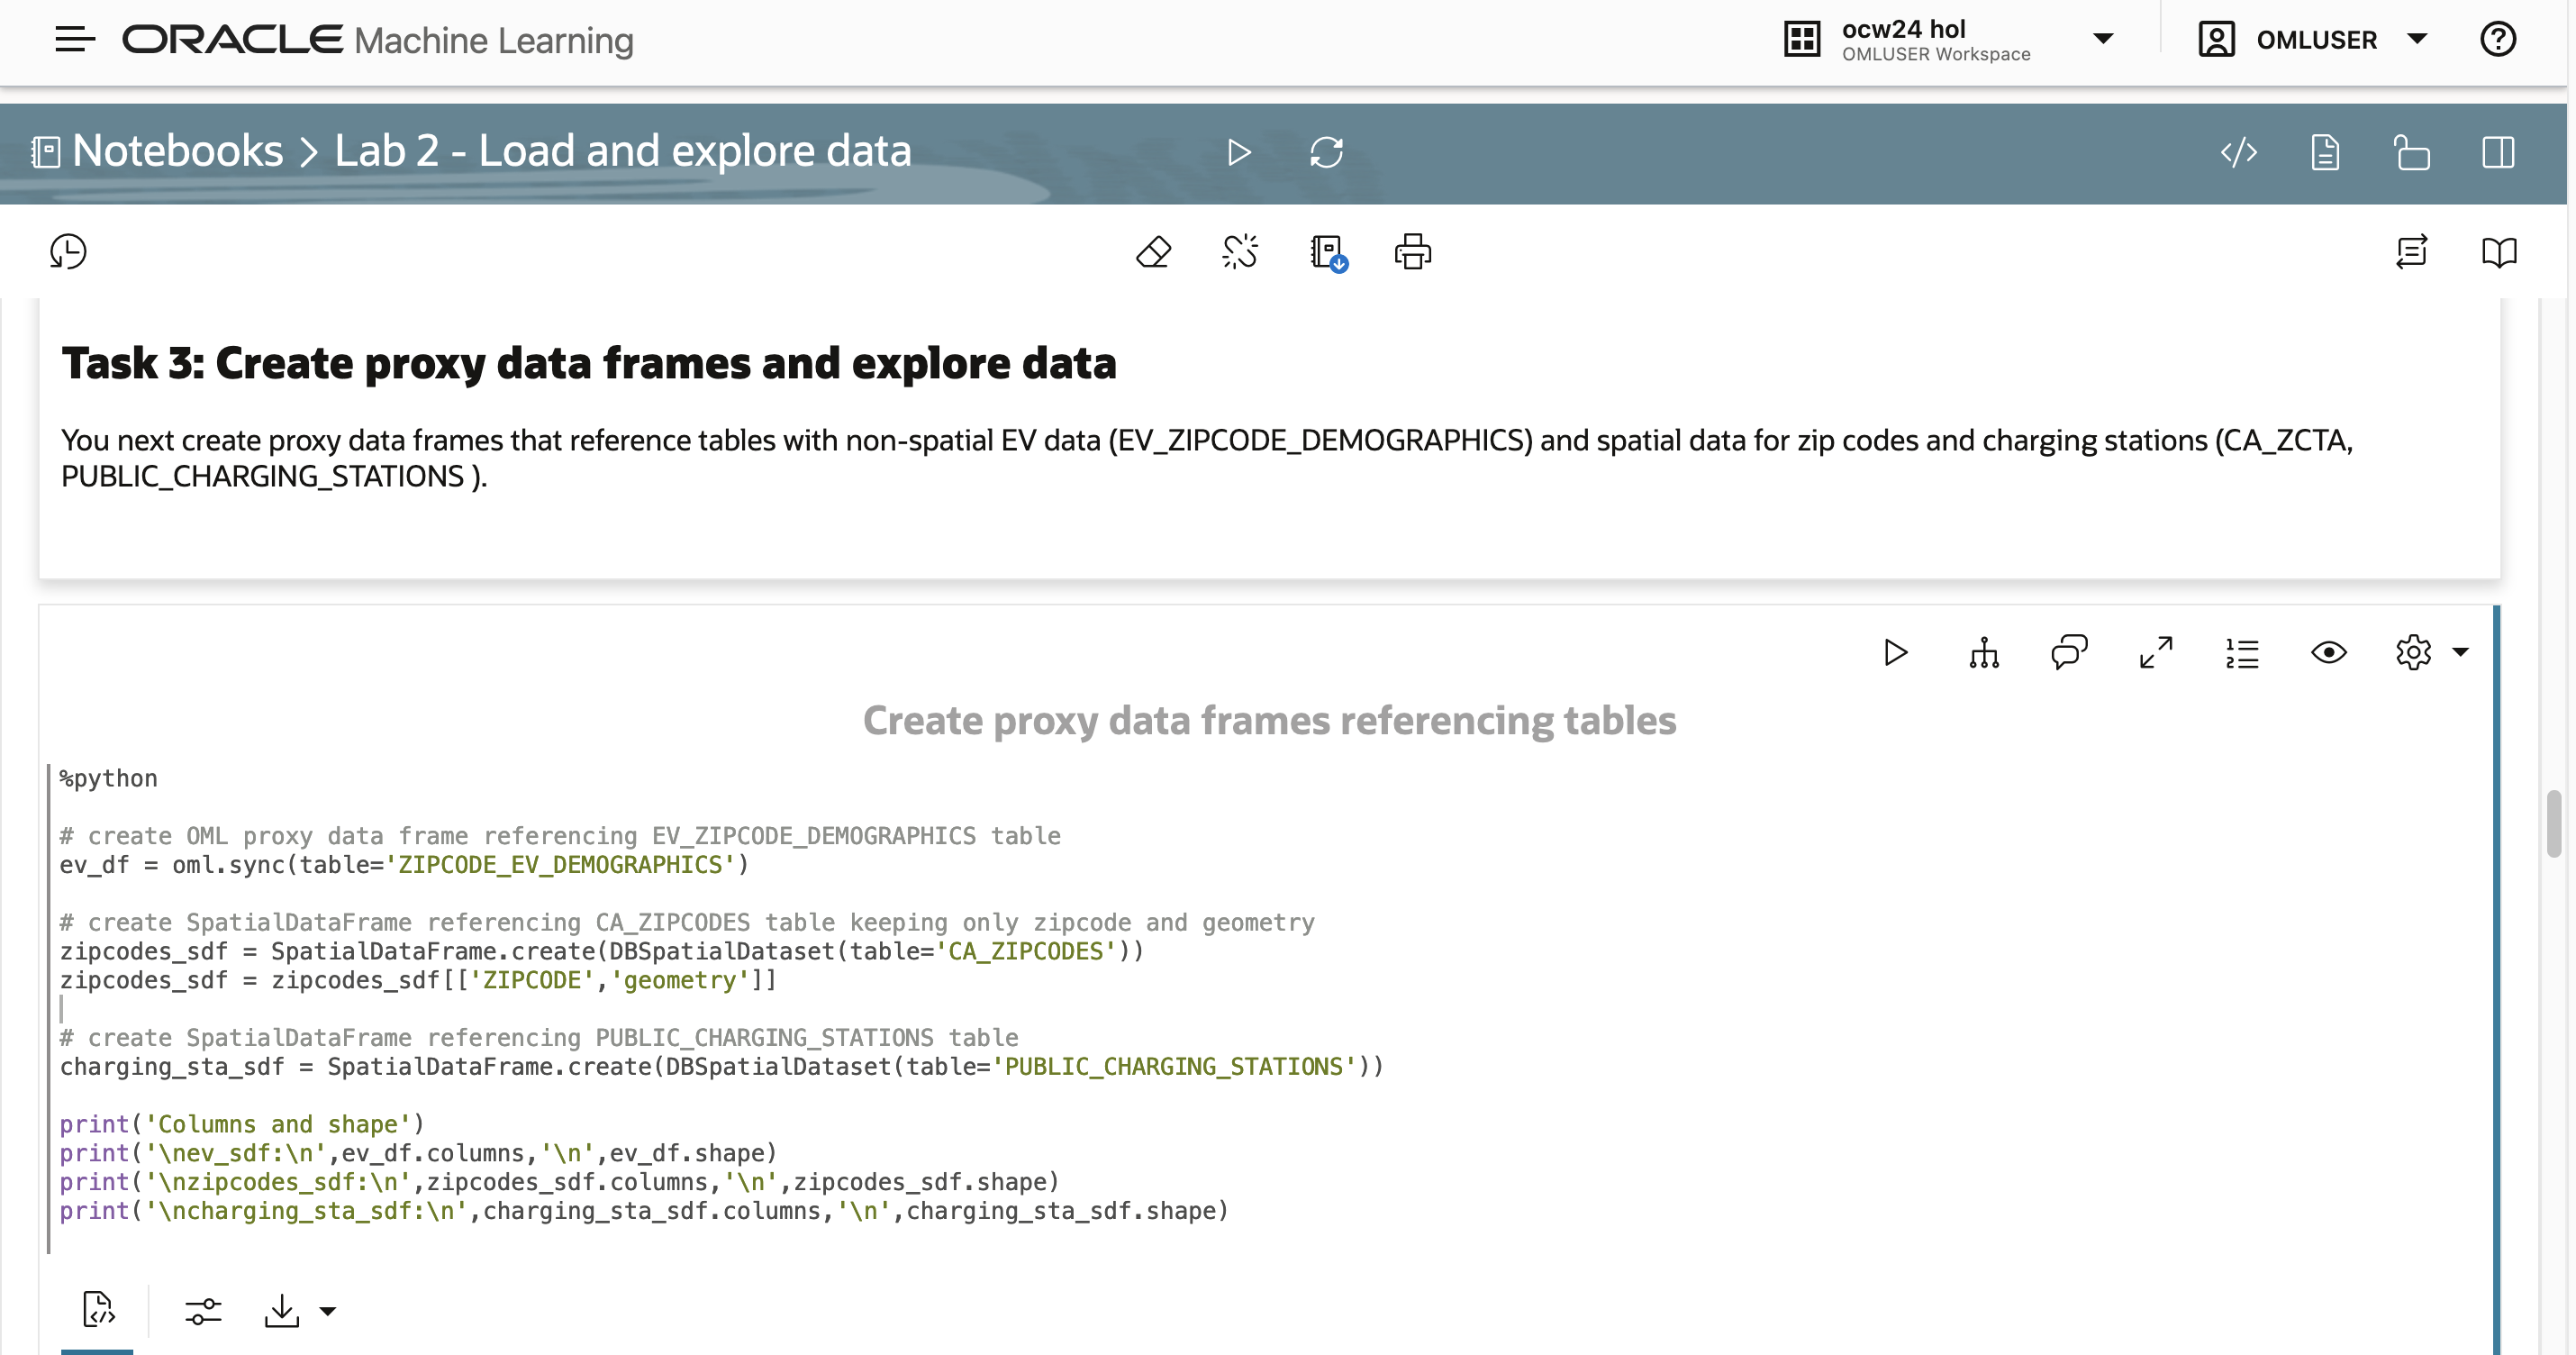 ORACLE Machine Learning
ocw24 hol
OMLUSER Workspace
OMLUSER
Notebooks > Lab 2 - Load and explore data
Task 3: Create proxy data frames and explore data
You next create proxy data frames that reference tables with non-spatial EV data (EV_ZIPCODE_DEMOGRAPHICS) and spatial data for zip codes and charging stations (CA_ZCTA,
PUBLIC_CHARGING_STATIONS ).
Create proxy data frames referencing tables
%python
# create OML proxy data frame referencing EV_ZIPCODE_DEMOGRAPHICS table
ev_df = oml.sync(table='ZIPCODE_EV_DEMOGRAPHICS')
# create SpatialDataFrame referencing CA_ZIPCODES table keeping only zipcode and geometry
zipcodes_sdf = SpatialDataFrame.create(DBSpatialDataset(table='CA_ZIPCODES'))
zipcodes_sdf = zipcodes_sdf[['ZIPCODE','geometry']]
# create SpatialDataFrame referencing PUBLIC_CHARGING_STATIONS table
charging_sta_sdf = SpatialDataFrame.create(DBSpatialDataset(table='PUBLIC_CHARGING_STATIONS'))
print('Columns and shape')
print('\nev_sdf:\n',ev_df.columns,'\n',ev_df.shape)
print('\nzipcodes_sdf:\n',zipcodes_sdf.columns,'\n',zipcodes_sdf.shape)
print('\ncharging_sta_sdf:\n',charging_sta_sdf.columns,'\n',charging_sta_sdf.shape)